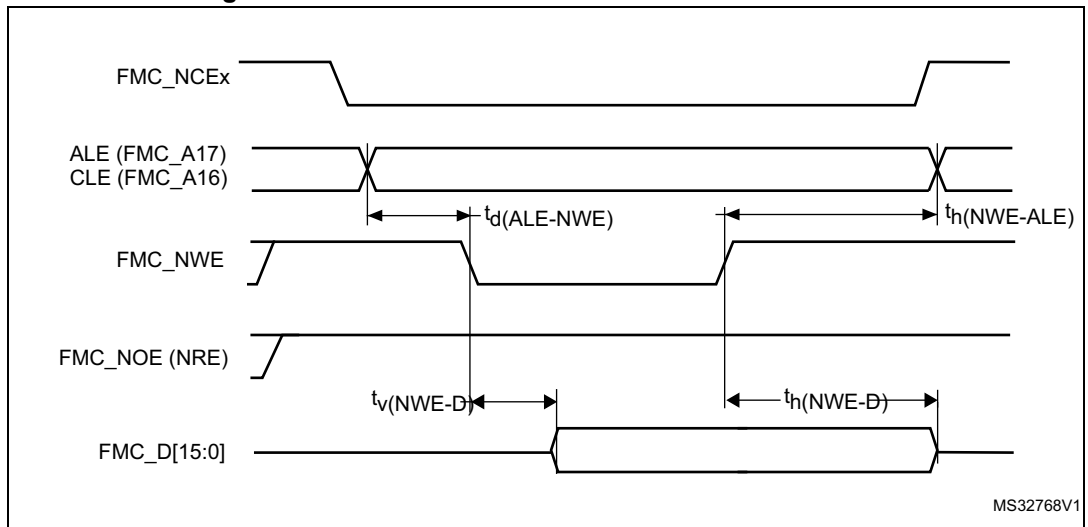 FMC_NCEx
ALE (FMC_A17)
CLE (FMC_A16)
td(ALE-NWE)
th(NWE-ALE)
FMC_NWE
FMC_NOE (NRE)
tv(NWE-D)
th(NWE-D)
FMC_D[15:0]
MS32768V1